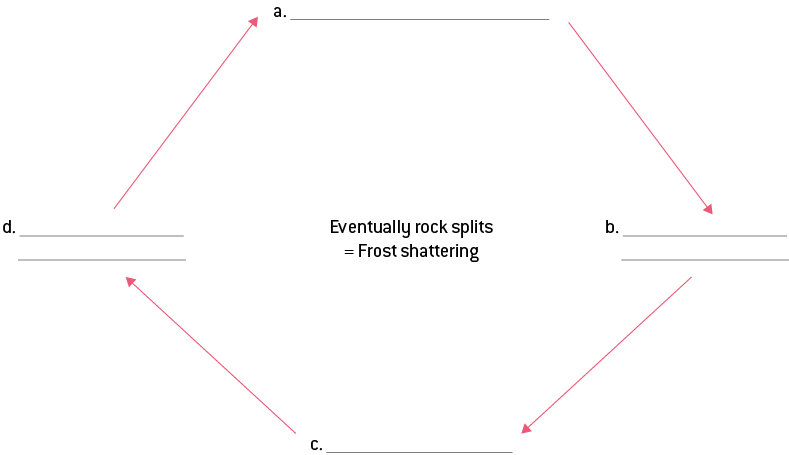 a.
d.
Eventually rock splits
= Frost shattering
b.
c.